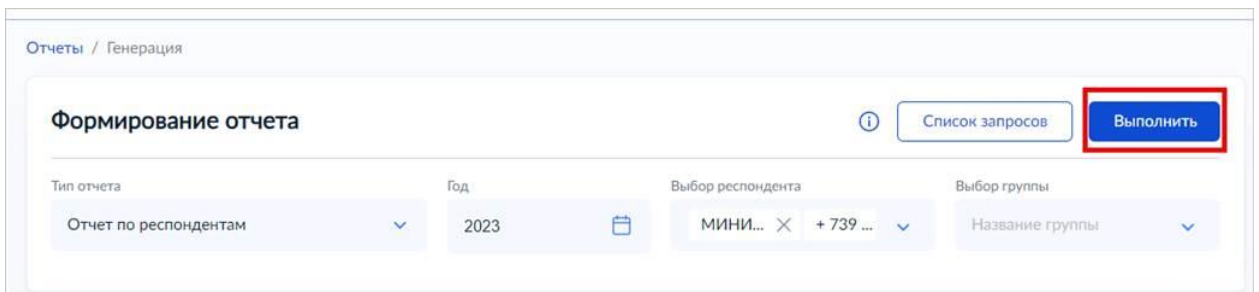 Отчеты / Генерация
Формирование отчета
Список запросов
Выполнить
Тип отчета
Год
Выбор респондента
Выбор группы
Отчет по респондентам
2023
МИНИ...
+ 739 ...
Название группы